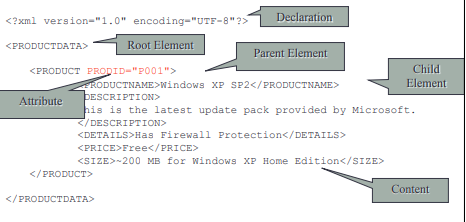 <?xml version="1.0" encoding="UTF-8"?>
Declaration
<PRODUCTDATA>
Root Element
Parent Element
<PRODUCT PRODID="P001">
Child
Element
PRODUCTNAME>Windows XP SP2</PRODUCTNAME>
Attribute
DESCRIPTION>
his is the latest update pack provided by Microsoft.
</DESCRIPTION>
<DETAILS>Has Firewall Protection</DETAILS>
<PRICE>Free</PRICE>
<SIZE>~200 MB for Windows XP Home Edition</SIZE>
</PRODUCT>
Content
</PRODUCTDATA>